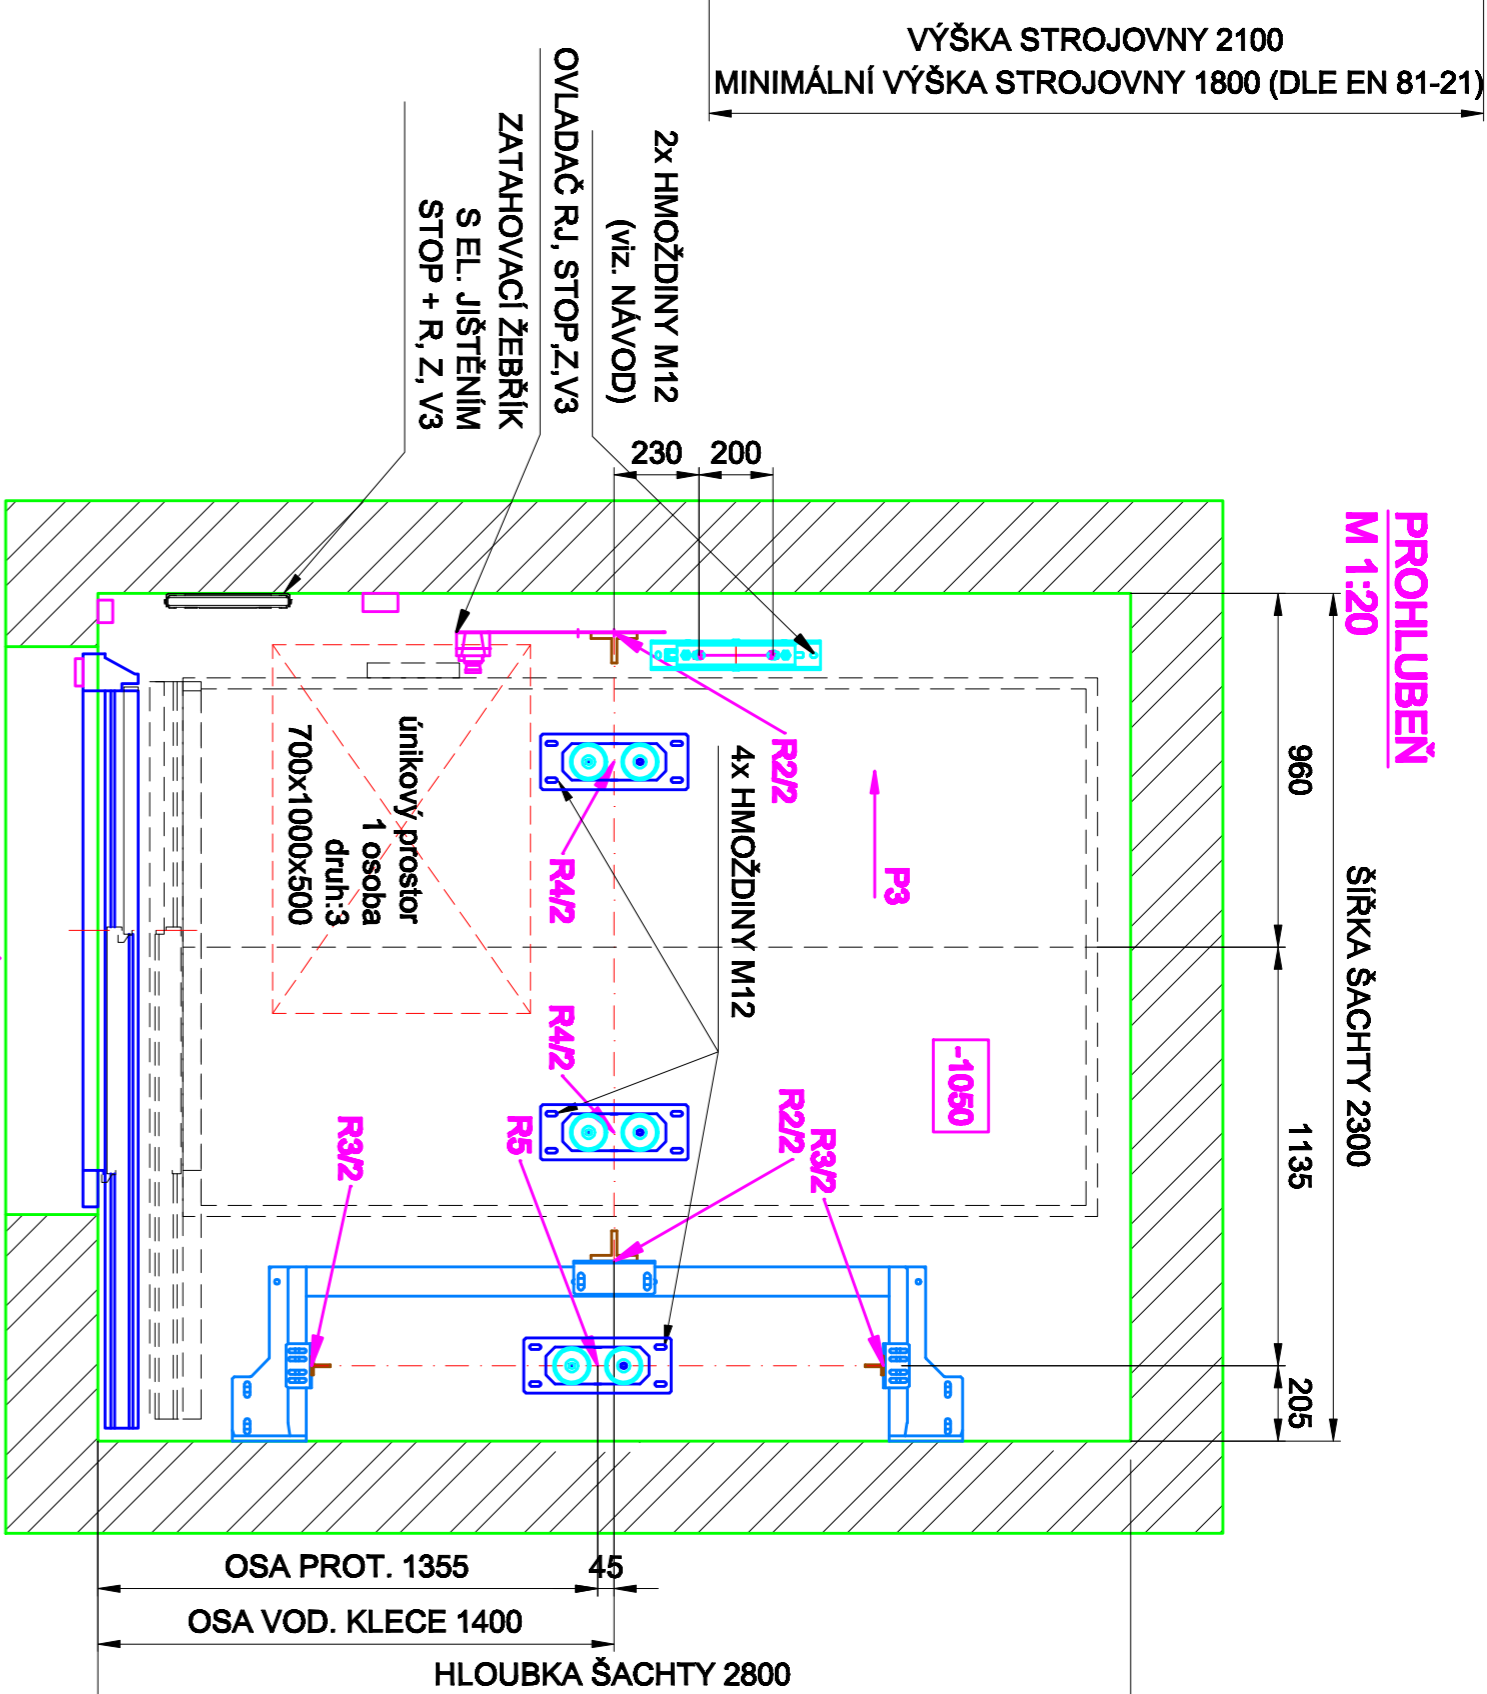 VÝŠKA STROJOVNY 2100
MINIMÁLNÍ VÝŠKA STROJOVNY 1800 (DLE EN 81-21)
PROHLUBEŇ
M 1:20
2x HMOŽDINY M12
(viz. NÁVOD)
OVLADAČ RJ, STOP,Z,V3
ZATAHOVACÍ ŽEBŘÍK
S EL. JIŠTĚNÍM
STOP + R, Z, V3
230
200
ŠÍŘKA ŠACHTY 2300
960
1135
205
R2/2
P3
4x HMOŽDINY M12
R4/2
únikový prostor
1 osoba
druh:3
700x1000x500
-1050
R4/2
R5
R2/2
R3/2
R3/2
OSA PROT. 1355
45
OSA VOD. KLECE 1400
HLOUBKA ŠACHTY 2800